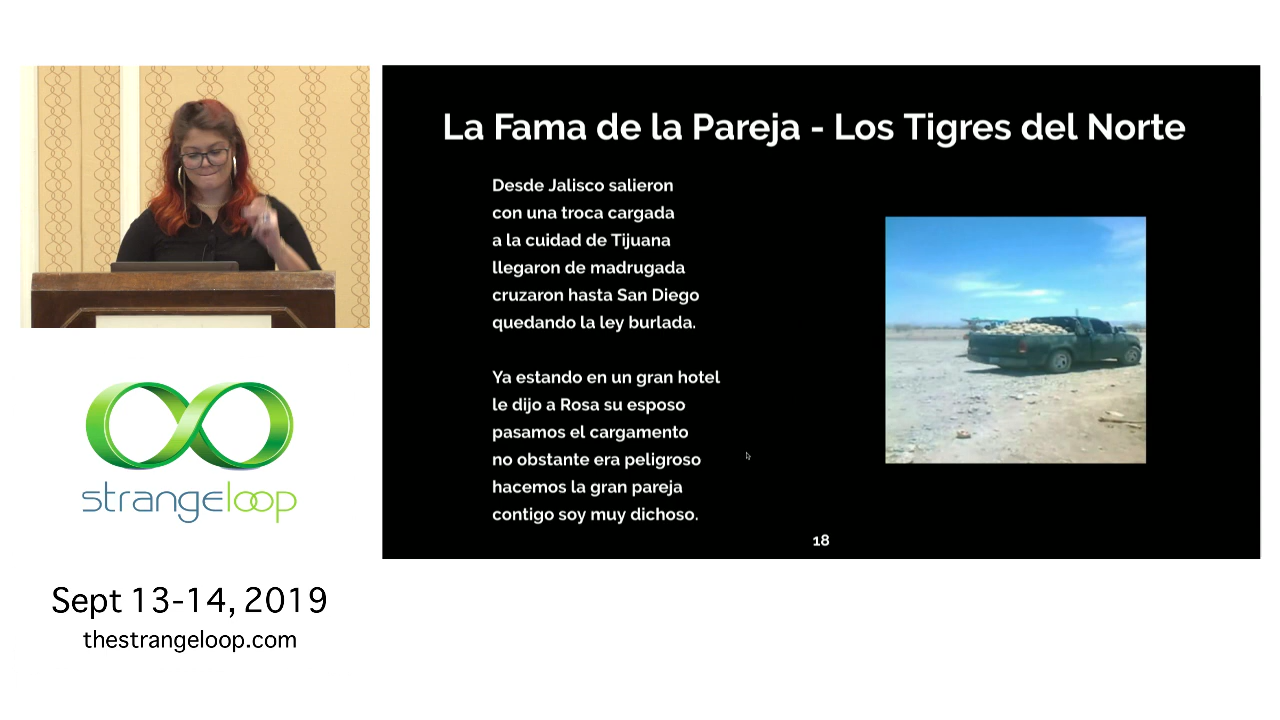 La Fama de la Pareja - Los Tigres del Norte
Desde Jalisco salieron
con una troca cargada
a la cuidad de Tijuana
llegaron de madrugada
cruzaron hasta San Diego
quedando la ley burlada.
Ya estando en un gran hotel
le dijo a Rosa su esposo
pasamos el cargamento
no obstante era peligroso
hacemos la gran pareja
contigo soy muy dichoso.
18
strangeloop
Sept 13-14, 2019
thestrangeloop.com